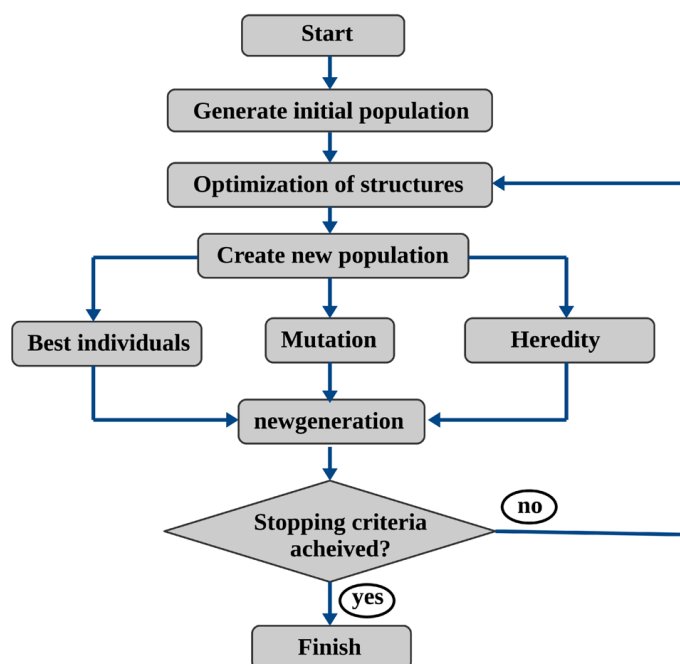 Start
Generate initial population
Optimization of structures
Create new population
Best individuals
Mutation
Heredity
newgeneration
Stopping criteria
acheived?
no
yes
Finish